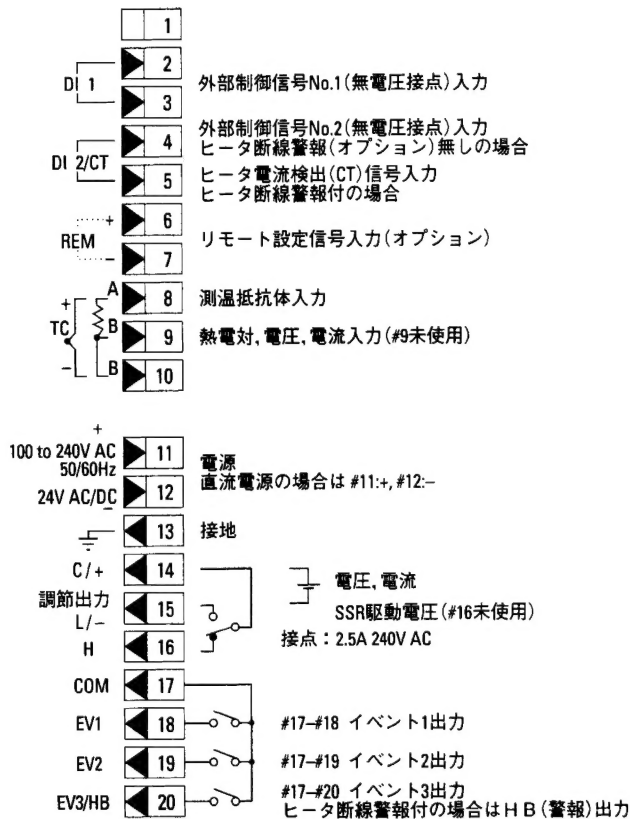 1
2
DI 1
3
外部制御信号No.1(無電圧接点)入力
4
外部制御信号No.2(無電圧接点)入力
ヒータ断線警報(オプション)無しの場合
DI 2/CT
5
ヒータ電流検出(CT)信号入力
ヒータ断線警報付の場合
+
6
REM
リモート設定信号入力(オプション)
−
7
A
8
測温抵抗体入力
+
TC
B
9
熱電対,電圧,電流入力(#9未使用)
−
B
10
+
100 to 240V AC
50/60Hz
11
電源
直流電源の場合は #11:+, #12:−
24V AC/DC
−
12
13
接地
C/+
14
電圧,電流
調節出力
L/−
15
SSR駆動電圧(#16未使用)
H
16
接点:2.5A 240V AC
COM
17
EV1
18
#17–#18 イベント1出力
EV2
19
#17–#19 イベント2出力
EV3/HB
20
#17–#20 イベント3出力
ヒータ断線警報付の場合はHB(警報)出力